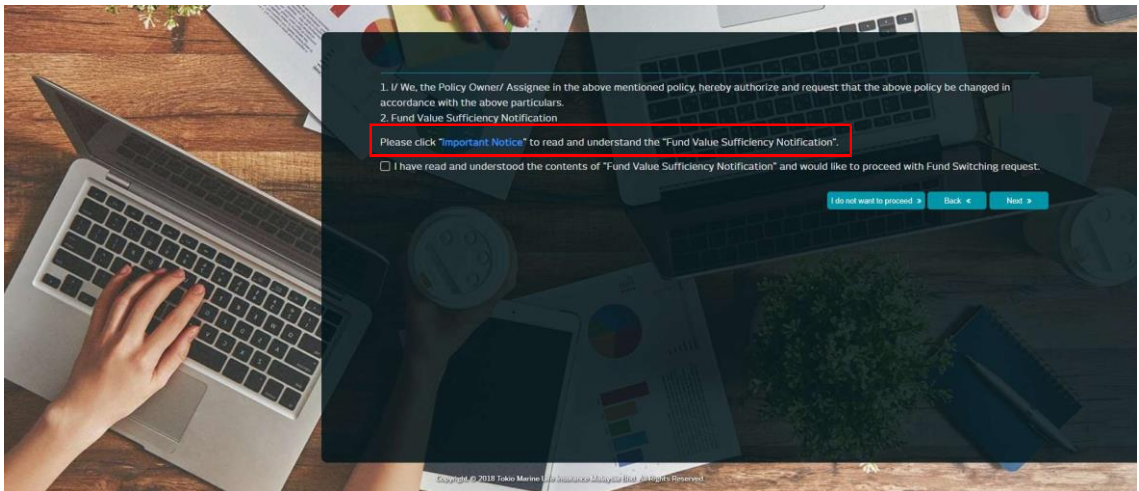 1. I/ We, the Policy Owner/ Assignee in the above mentioned policy, hereby authorize and request that the above policy be changed in
accordance with the above particulars.
2. Fund Value Sufficiency Notification
Please click "Important Notice" to read and understand the "Fund Value Sufficiency Notification".
I have read and understood the contents of "Fund Value Sufficiency Notification" and would like to proceed with Fund Switching request.
I do not want to proceed » Back « Next »
Copyright © 2018 Tokio Marine Life Insurance Malaysia Bhd. All Rights Reserved